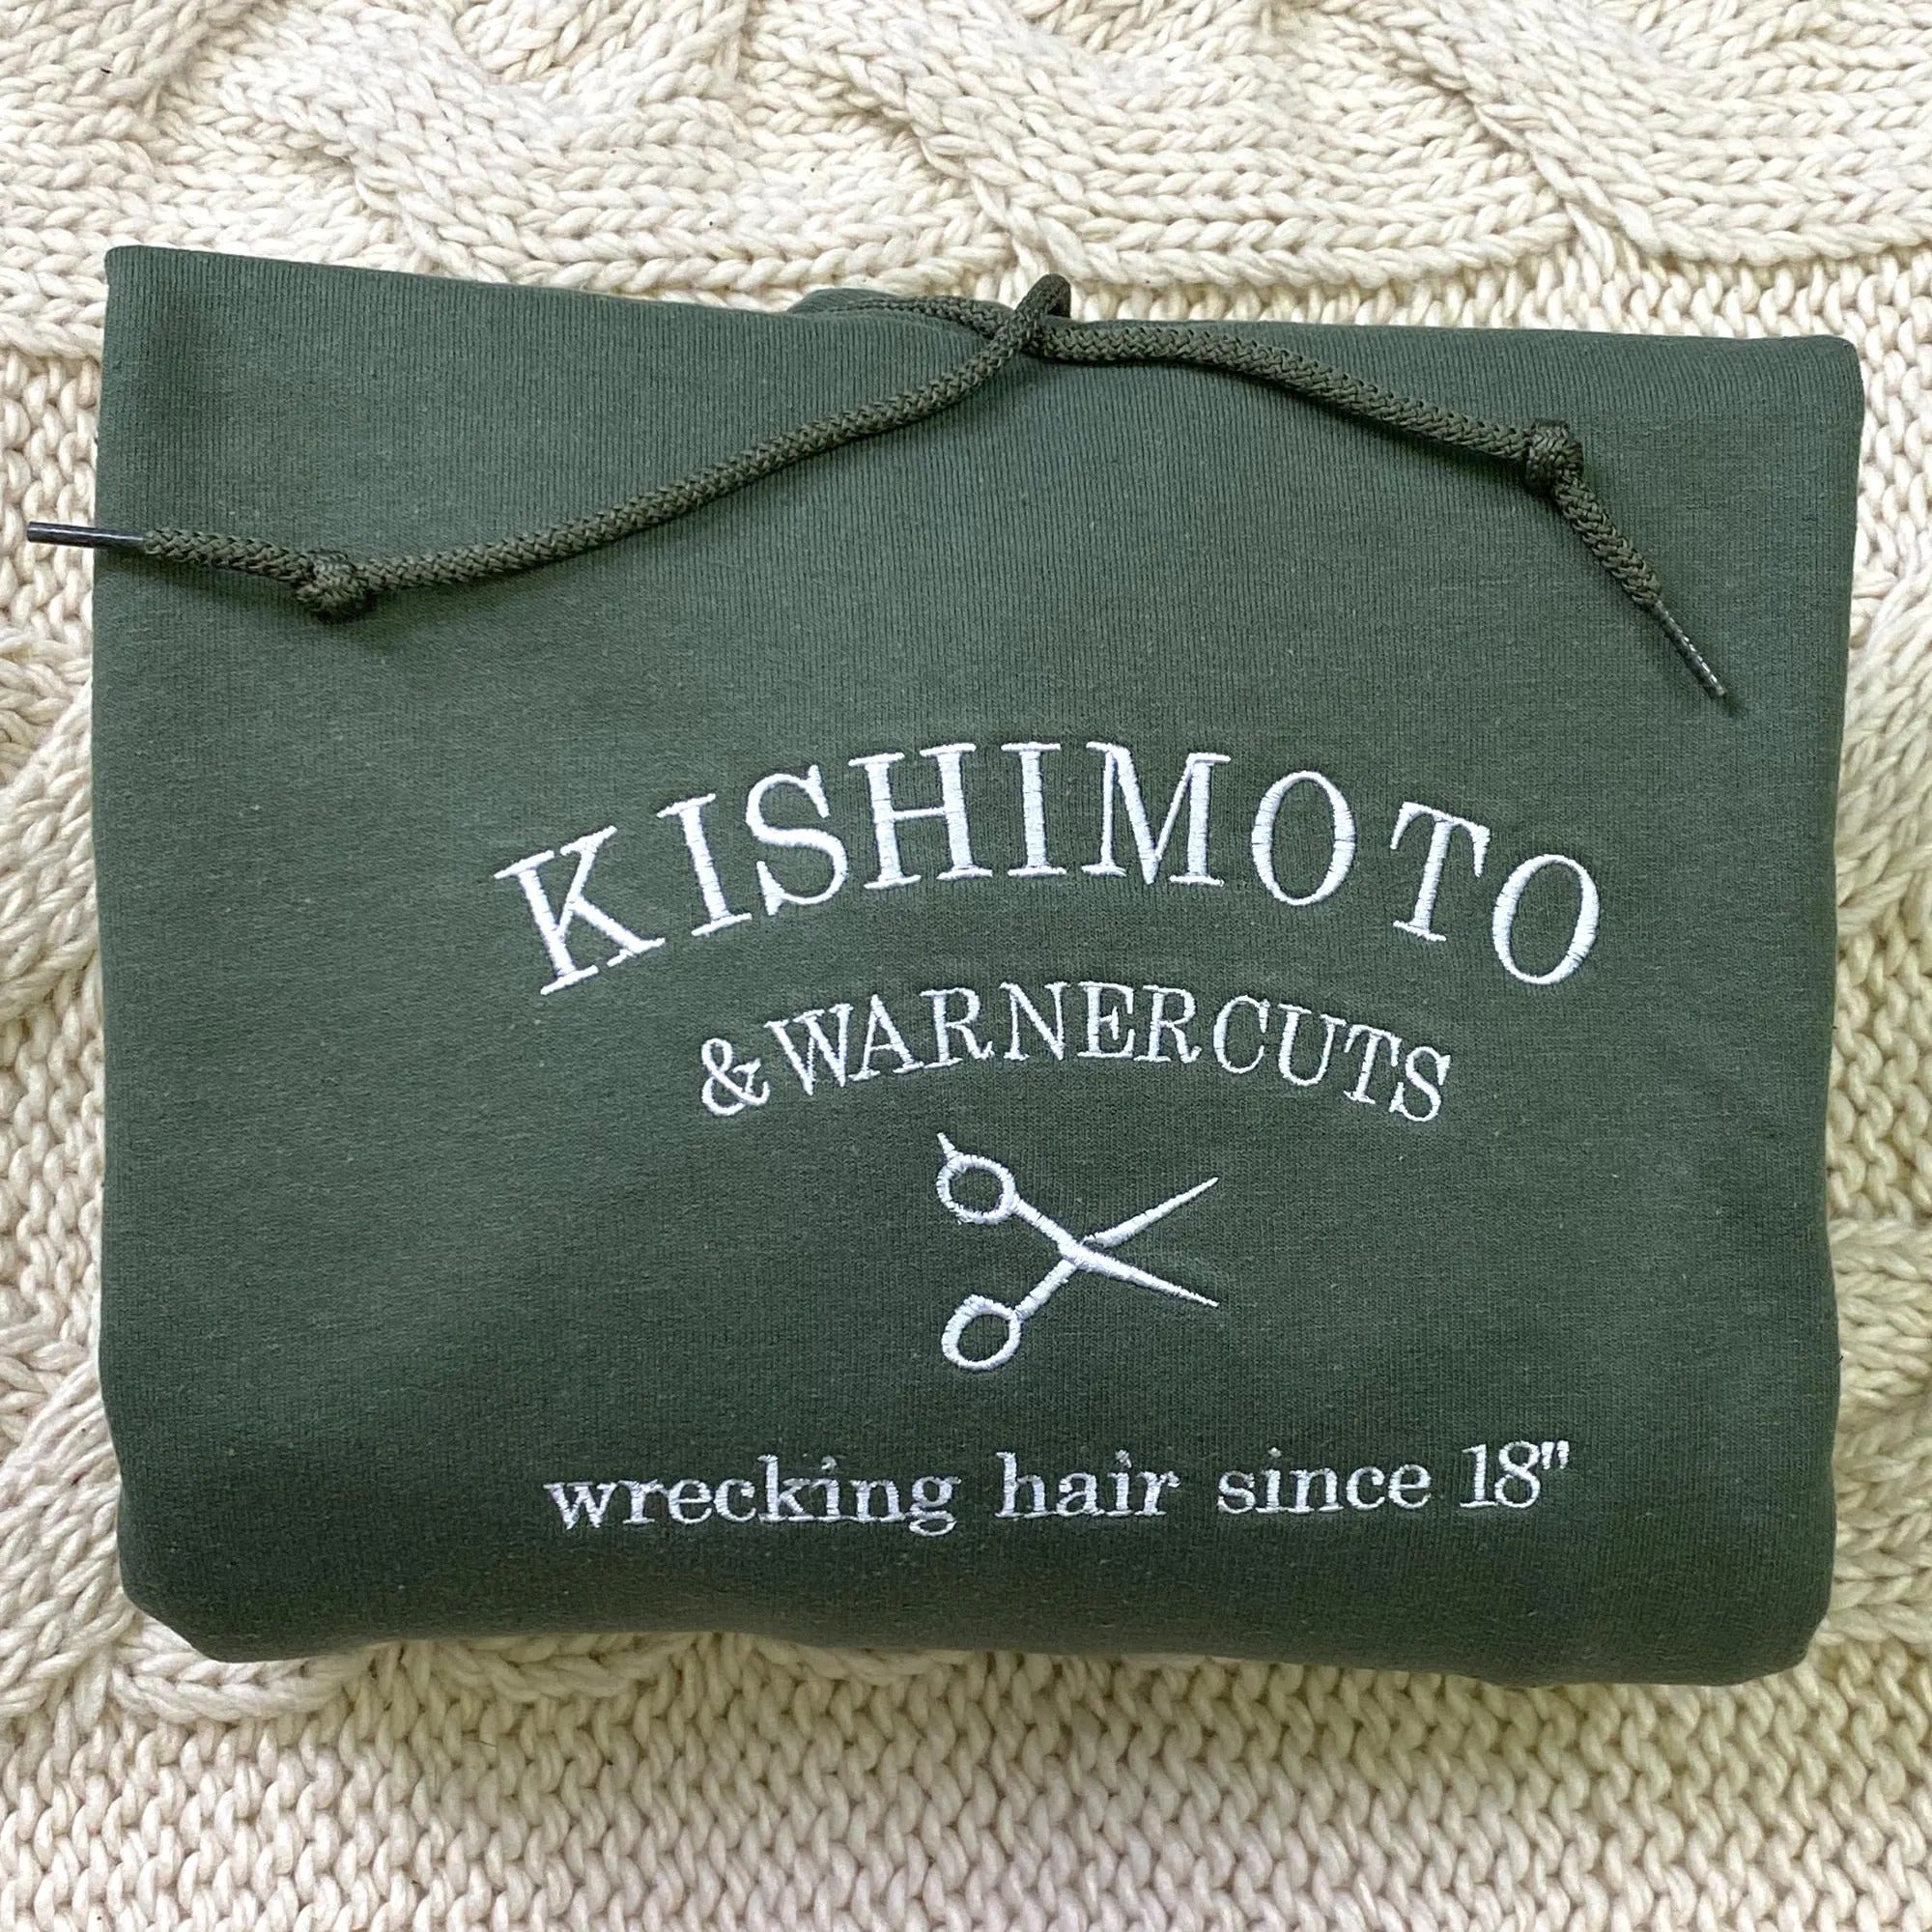 KISHIMOTO
& WARNERCUTS
wrecking hair since 18"